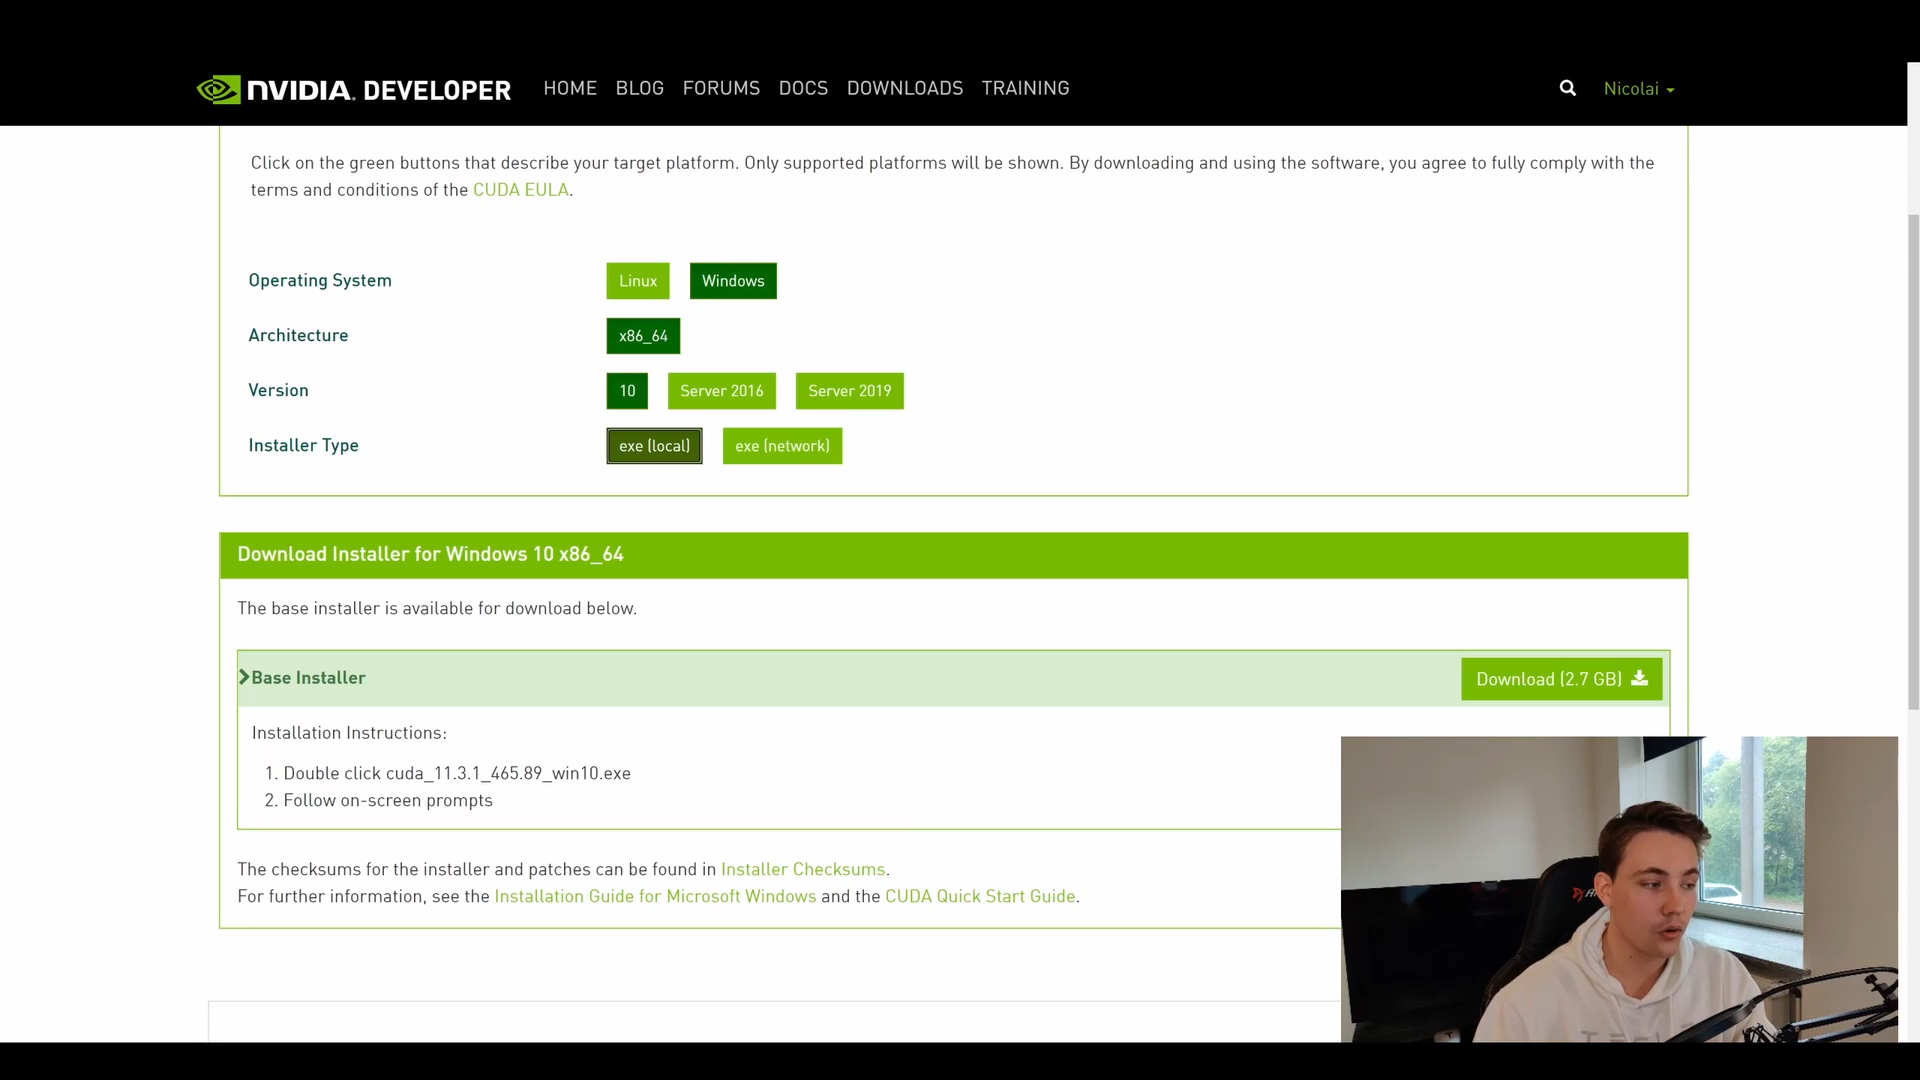 NVIDIA. DEVELOPER HOME BLOG FORUMS DOCS DOWNLOADS TRAINING Nicolai
Click on the green buttons that describe your target platform. Only supported platforms will be shown. By downloading and using the software, you agree to fully comply with the
terms and conditions of the CUDA EULA.
Operating System Linux Windows
Architecture x86_64
Version 10 Server 2016 Server 2019
Installer Type exe (local) exe (network)
Download Installer for Windows 10 x86_64
The base installer is available for download below.
Base Installer Download (2.7 GB)
Installation Instructions:
1. Double click cuda_11.3.1_465.89_win10.exe
2. Follow on-screen prompts
The checksums for the installer and patches can be found in Installer Checksums.
For further information, see the Installation Guide for Microsoft Windows and the CUDA Quick Start Guide.